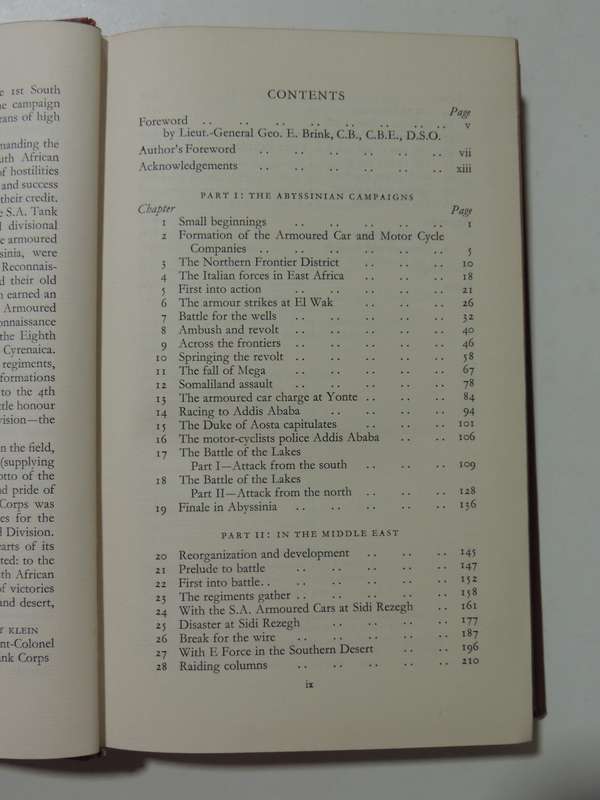 e 1st South
e campaign
rans of high
manding the
uth African
of hostilities
and success
their credit.
e S.A. Tank
l divisional
e armoured
sinia, were
Reconnais-
d their old
n earned an
Armoured
onnaissance
the Eighth
Cyrenaica.
regiments,
formations
to the 4th
ttle honour
vision—the
n the field,
(supplying
otto of the
nd pride of
Corps was
es for the
d Division.
arts of its
ted: to the
th African
of victories
and desert,
T KLEIN
nt-Colonel
nk Corps
CONTENTS
Page
Foreword .. .. .. .. .. .. .. .. v
by Lieut.-General Geo. E. Brink, C.B., C.B.E., D.S.O.
Author's Foreword .. .. .. .. .. .. vii
Acknowledgements .. .. .. .. .. .. xiii
PART I: THE ABYSSINIAN CAMPAIGNS
Chapter Page
1 Small beginnings .. .. .. .. .. 1
2 Formation of the Armoured Car and Motor Cycle
Companies .. .. .. .. .. .. 5
3 The Northern Frontier District .. .. .. 10
4 The Italian forces in East Africa .. .. .. 18
5 First into action .. .. .. .. .. 21
6 The armour strikes at El Wak .. .. .. 26
7 Battle for the wells .. .. .. .. .. 32
8 Ambush and revolt .. .. .. .. .. 40
9 Across the frontiers .. .. .. .. .. 46
10 Springing the revolt .. .. .. .. .. 58
11 The fall of Mega .. .. .. .. .. 67
12 Somaliland assault .. .. .. .. .. 78
13 The armoured car charge at Yonte .. .. .. 84
14 Racing to Addis Ababa .. .. .. .. 94
15 The Duke of Aosta capitulates .. .. .. 101
16 The motor-cyclists police Addis Ababa .. .. 106
17 The Battle of the Lakes
Part I—Attack from the south .. .. .. 109
18 The Battle of the Lakes
Part II—Attack from the north .. .. .. 128
19 Finale in Abyssinia .. .. .. .. .. 136
PART II: IN THE MIDDLE EAST
20 Reorganization and development .. .. .. 145
21 Prelude to battle .. .. .. .. .. 147
22 First into battle.. .. .. .. .. .. 152
23 The regiments gather .. .. .. .. .. 158
24 With the S.A. Armoured Cars at Sidi Rezegh .. 161
25 Disaster at Sidi Rezegh .. .. .. .. 177
26 Break for the wire .. .. .. .. .. 187
27 With E Force in the Southern Desert .. .. 196
28 Raiding columns .. .. .. .. .. 210
ix